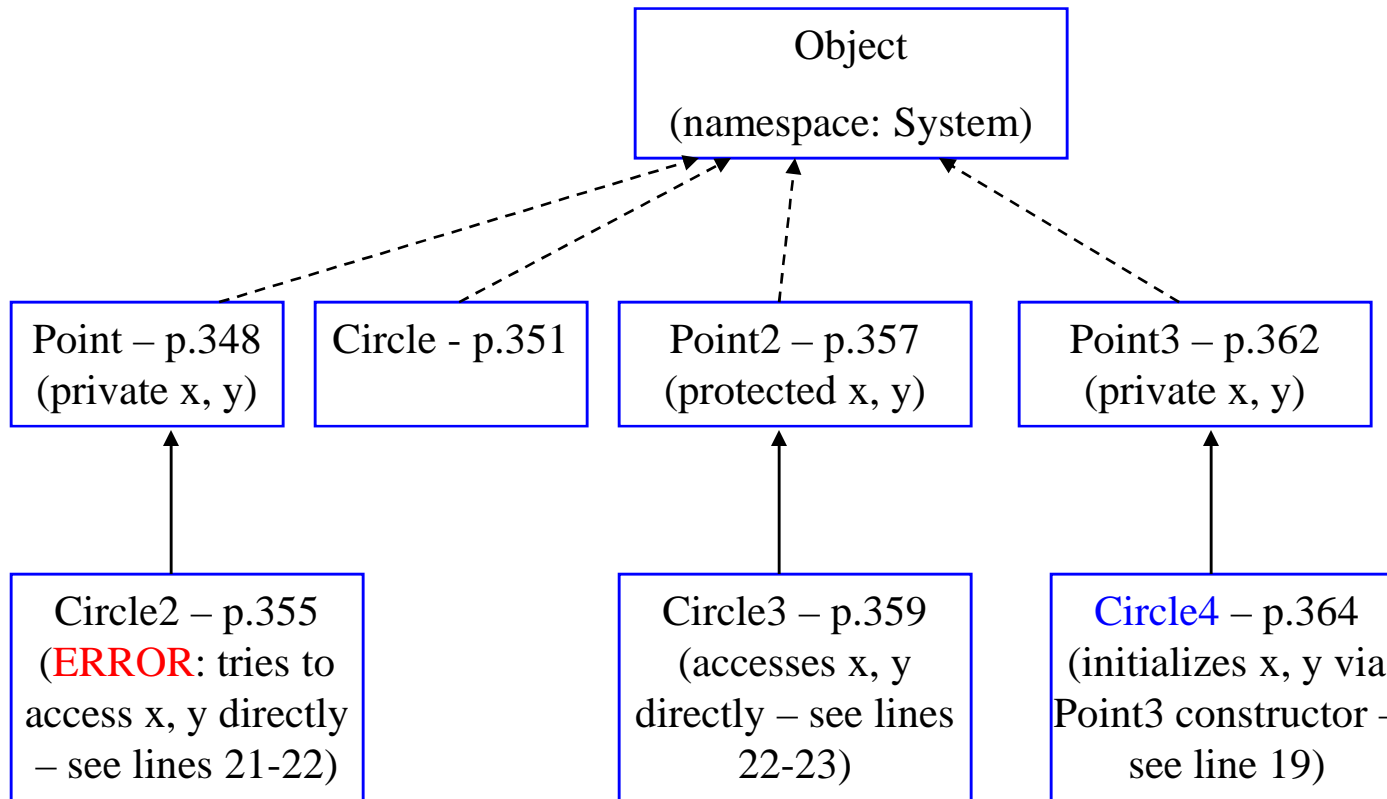 Object
(namespace: System)
Point – p.348
(private x, y)
Circle - p.351
Point2 – p.357
(protected x, y)
Point3 – p.362
(private x, y)
Circle2 – p.355
(ERROR: tries to
access x, y directly
– see lines 21-22)
Circle3 – p.359
(accesses x, y
directly – see lines
22-23)
Circle4 – p.364
(initializes x, y via
Point3 constructor –
see line 19)